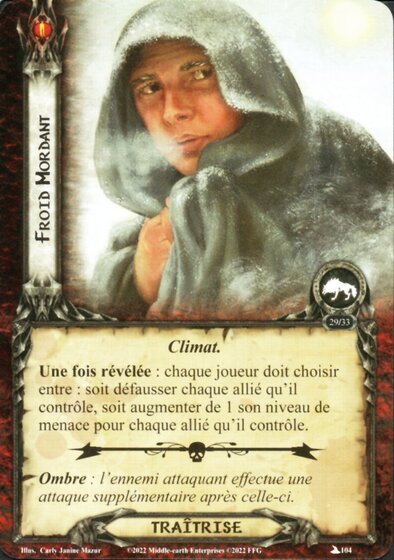 FROID MORDANT
29/33
Climat.
Une fois révélée : chaque joueur doit choisir
entre : soit défausser chaque allié qu'il
contrôle, soit augmenter de 1 son niveau de
menace pour chaque allié qu'il contrôle.
Ombre : l'ennemi attaquant effectue une
attaque supplémentaire après celle-ci.
TRAÎTRISE
Illus. Carly Janine Mazur ©2022 Middle-earth Enterprises ©2022 FFG 104